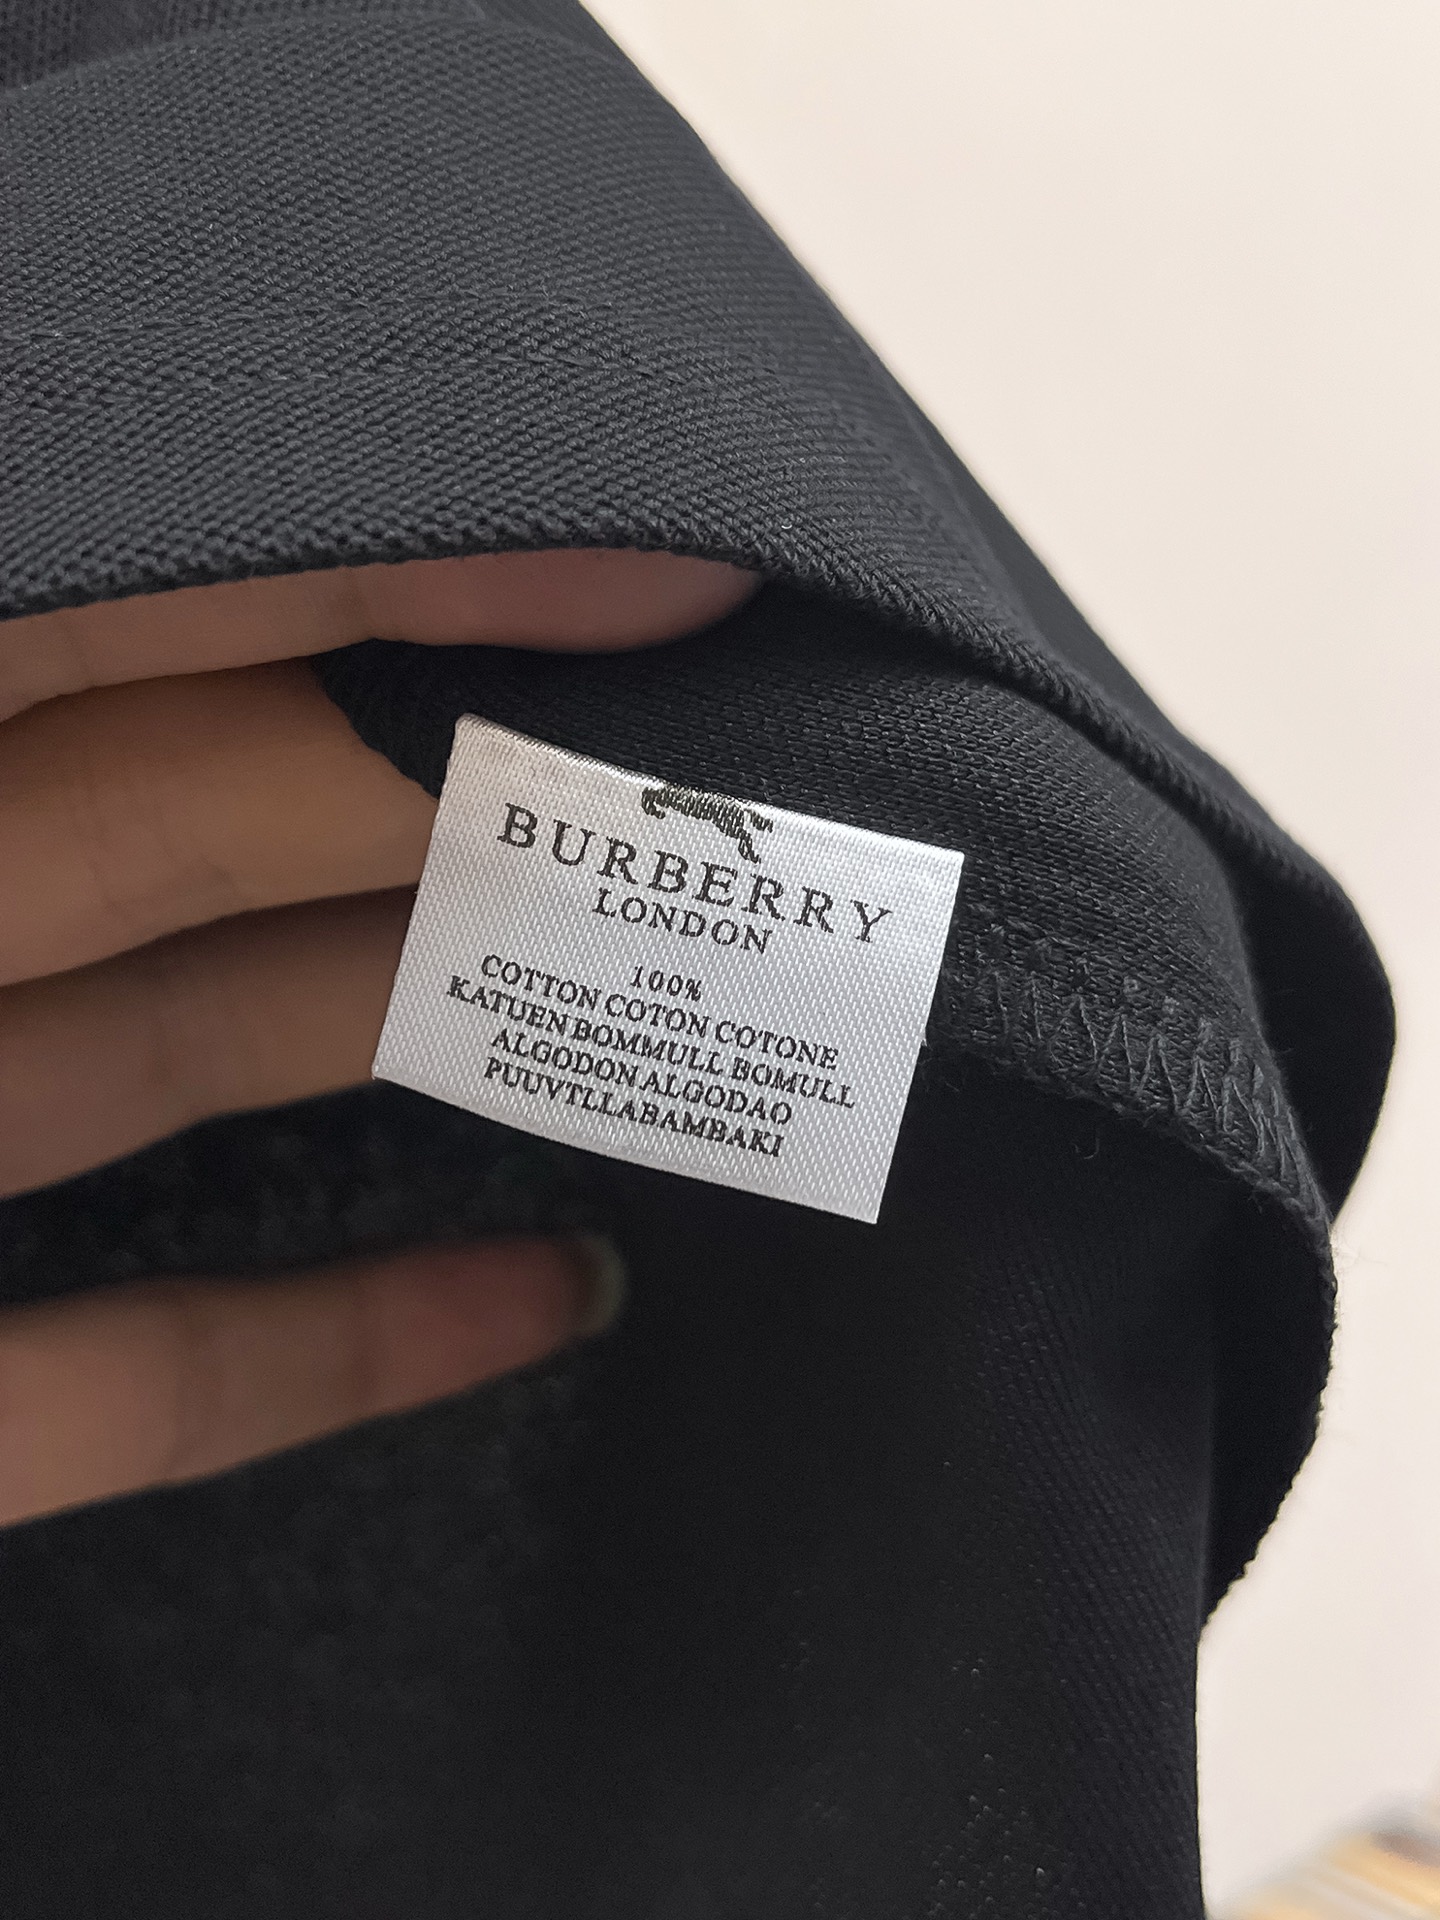 BURBERRY
LONDON
100%
COTTON COTON COTONE
KATUEN BOMMULL BOMULL
ALGODON ALGODAO
PUUVTLLABAMBAKI